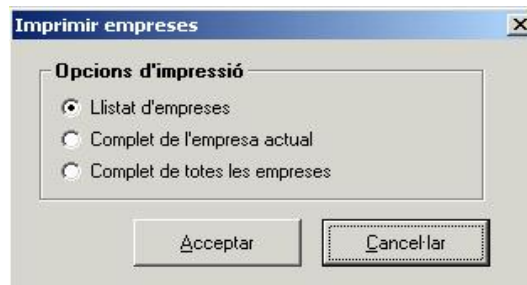 Imprimir empreses
Opcions d'impressió
Llistat d'empreses
Complet de l'empresa actual
Complet de totes les empreses
Acceptar
Cancel·lar